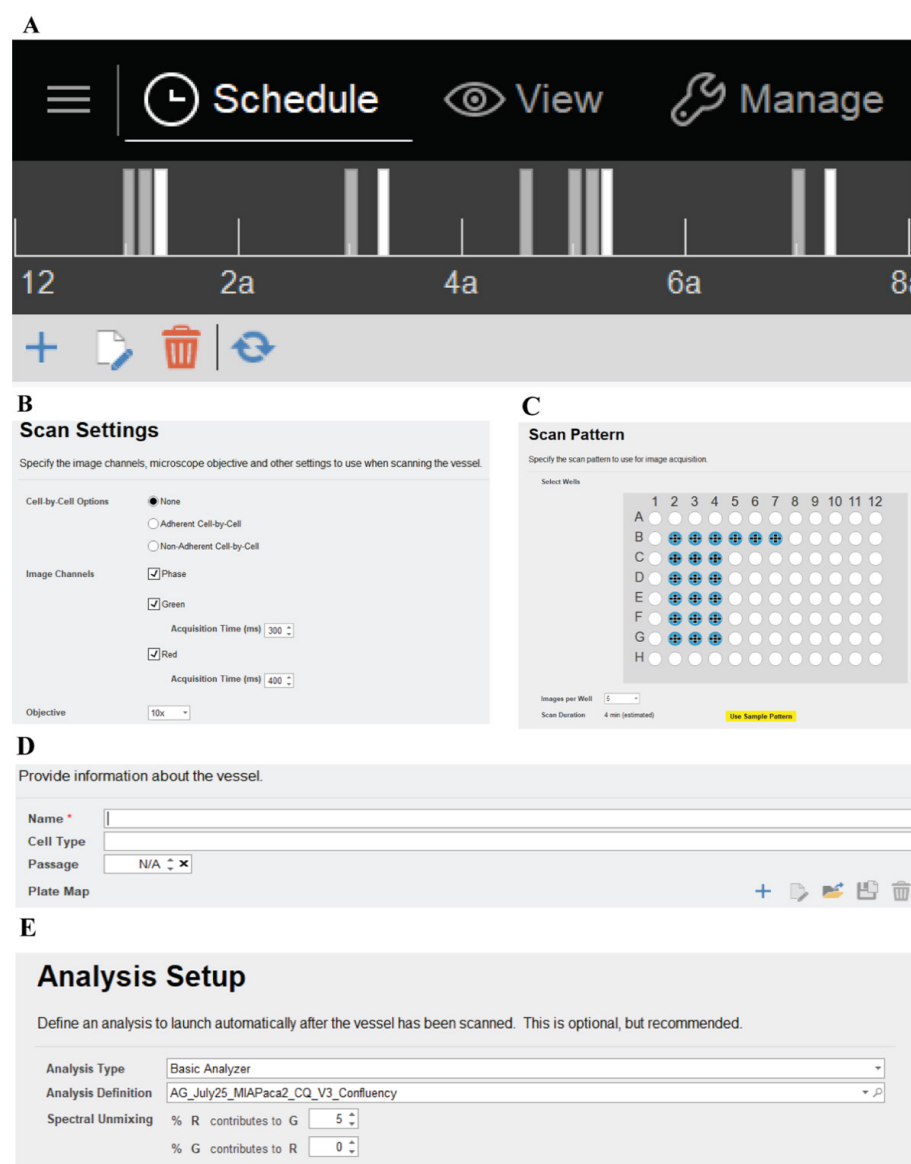 A
Schedule View Manage
12 2a 4a 6a 8
B
Scan Settings
Specify the image channels, microscope objective and other settings to use when scanning the vessel.
Cell-by-Cell Options None
Adherent Cell-by-Cell
Non-Adherent Cell-by-Cell
Image Channels Phase
Green
Acquisition Time (ms) 300
Red
Acquisition Time (ms) 400
Objective 10x
C
Scan Pattern
Specify the scan pattern to use for image acquisition.
Select Wells
1 2 3 4 5 6 7 8 9 10 11 12
A
B
C
D
E
F
G
H
Images per Well 5
Scan Duration 4 min (estimated) Use Sample Pattern
D
Provide information about the vessel.
Name *
Cell Type
Passage N/A
Plate Map
E
Analysis Setup
Define an analysis to launch automatically after the vessel has been scanned. This is optional, but recommended.
Analysis Type Basic Analyzer
Analysis Definition AG_July25_MIAPaca2_CQ_V3_Confluency
Spectral Unmixing % R contributes to G 5
% G contributes to R 0